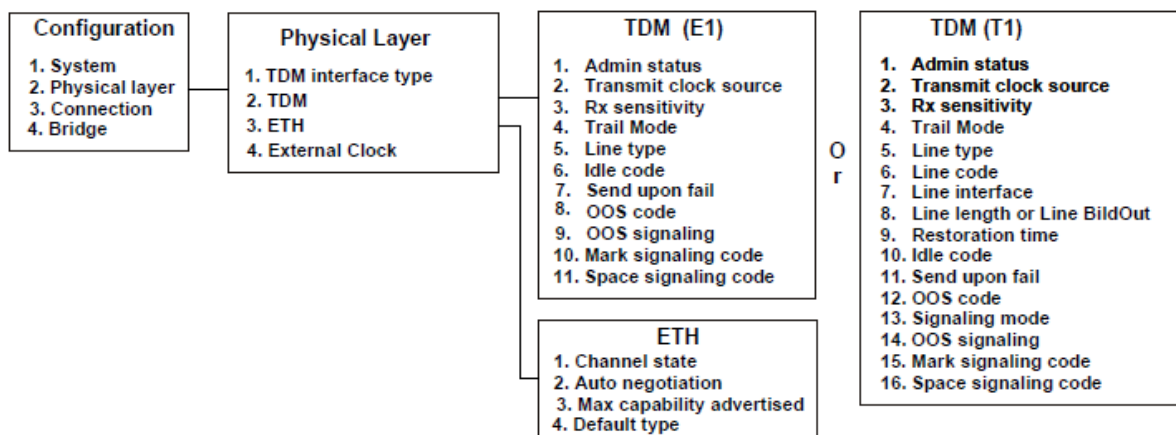 Configuration
1. System
2. Physical layer
3. Connection
4. Bridge
Physical Layer
1. TDM interface type
2. TDM
3. ETH
4. External Clock
TDM (E1)
1. Admin status
2. Transmit clock source
3. Rx sensitivity
4. Trail Mode
5. Line type
6. Idle code
7. Send upon fail
8. OOS code
9. OOS signaling
10. Mark signaling code
11. Space signaling code
ETH
1. Channel state
2. Auto negotiation
3. Max capability advertised
4. Default type
O
r
TDM (T1)
1. Admin status
2. Transmit clock source
3. Rx sensitivity
4. Trail Mode
5. Line type
6. Line code
7. Line interface
8. Line length or Line BildOut
9. Restoration time
10. Idle code
11. Send upon fail
12. OOS code
13. Signaling mode
14. OOS signaling
15. Mark signaling code
16. Space signaling code